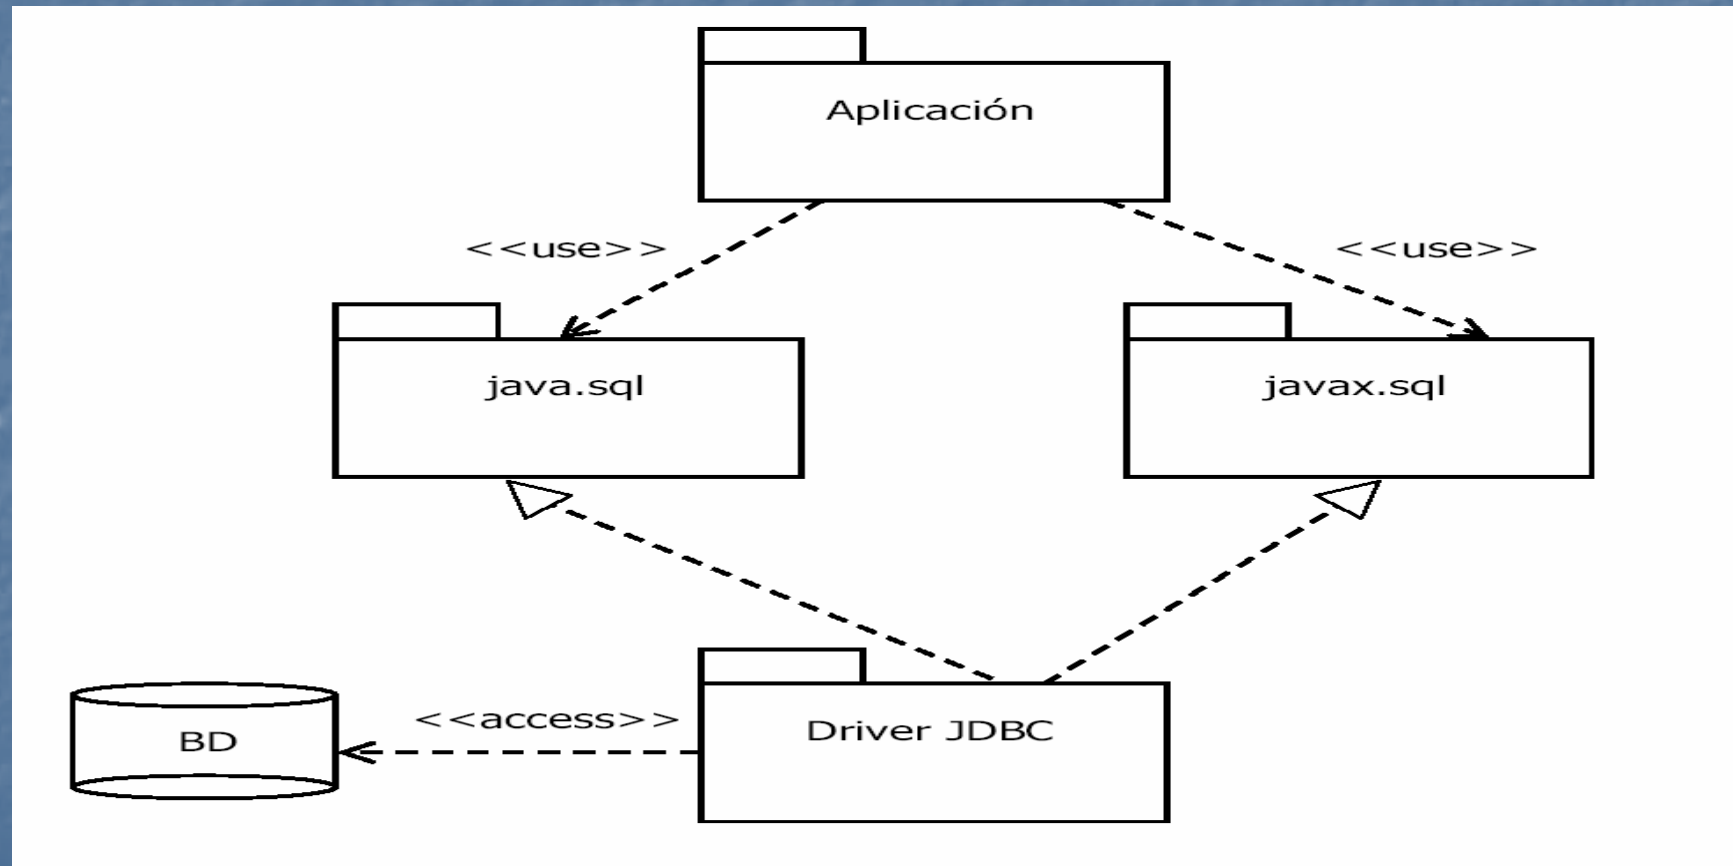 Aplicación
<<use>>
<<use>>
java.sql
javax.sql
<<access>>
BD
Driver JDBC